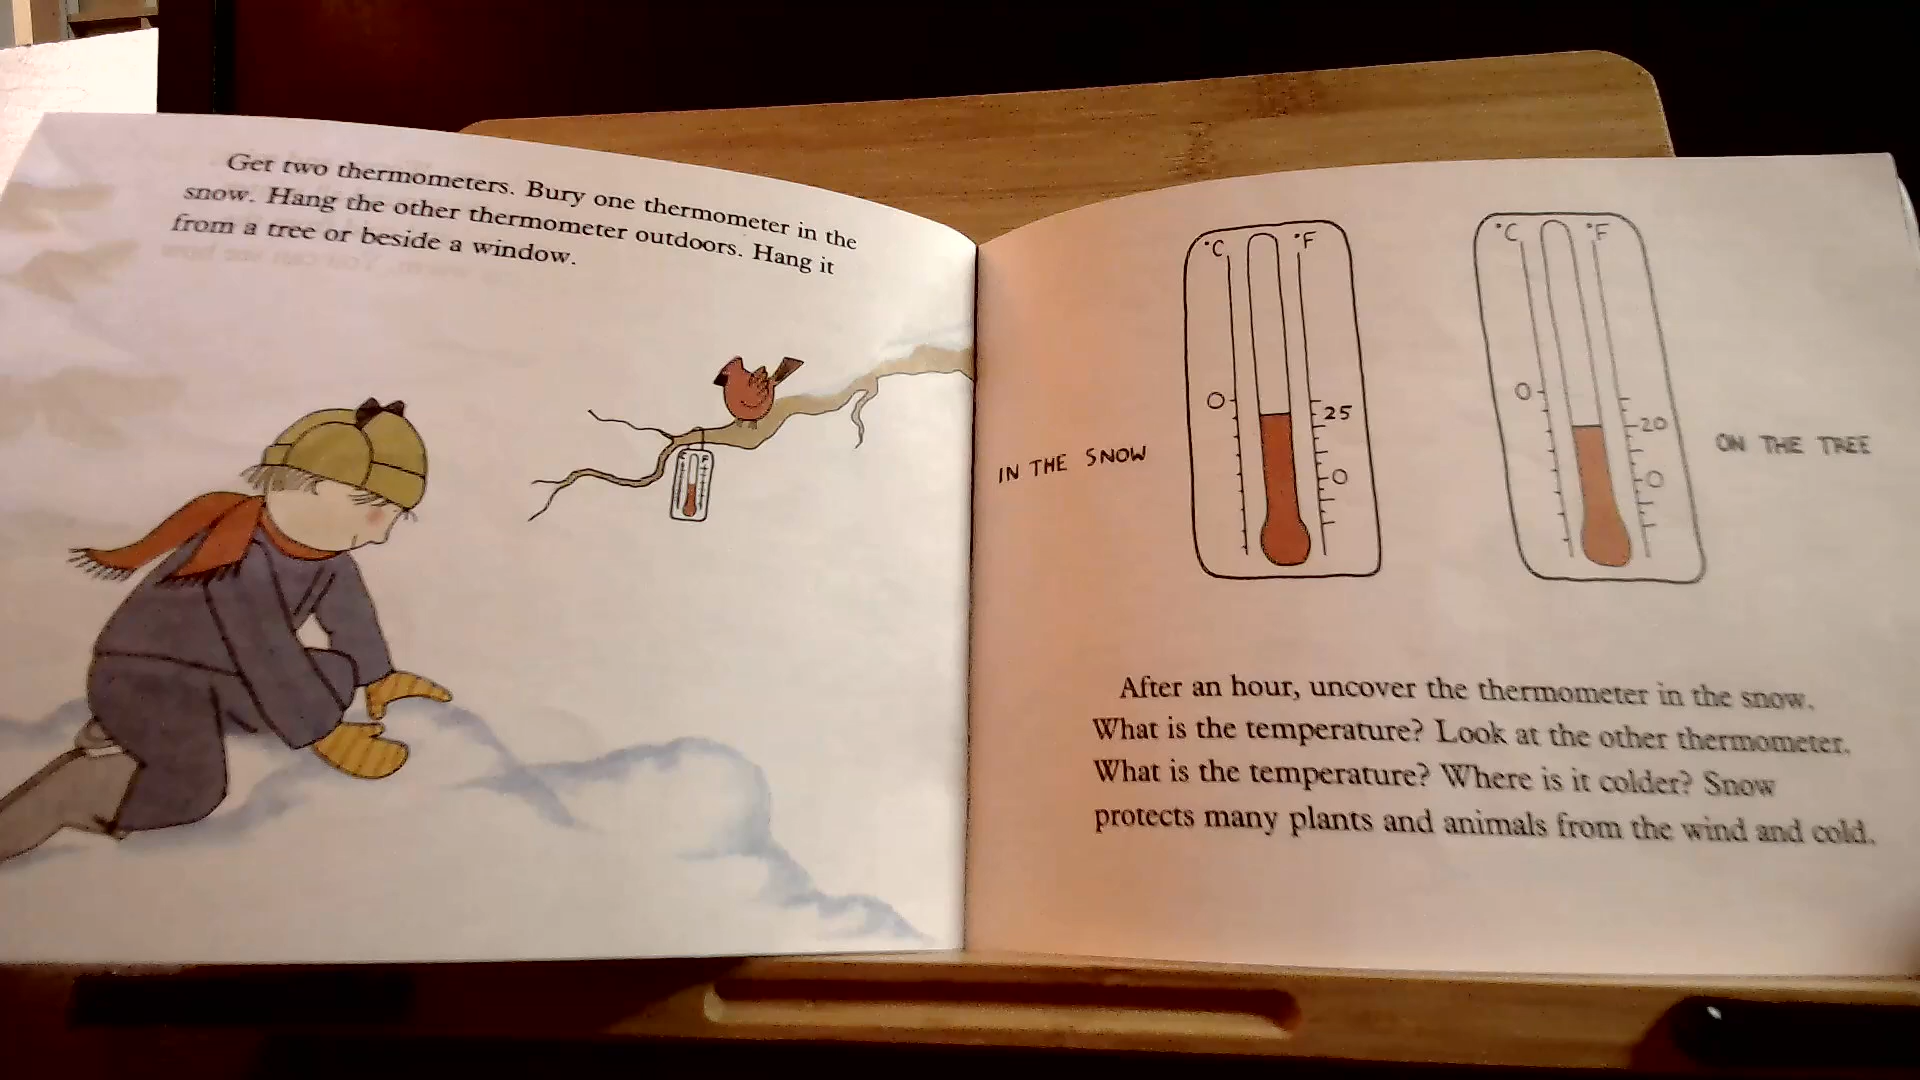 Get two thermometers. Bury one thermometer in the
snow. Hang the other thermometer outdoors. Hang it
from a tree or beside a window.
°C °F
0
25
0
IN THE SNOW
°C °F
0
20
0
ON THE TREE
After an hour, uncover the thermometer in the snow.
What is the temperature? Look at the other thermometer.
What is the temperature? Where is it colder? Snow
protects many plants and animals from the wind and cold.